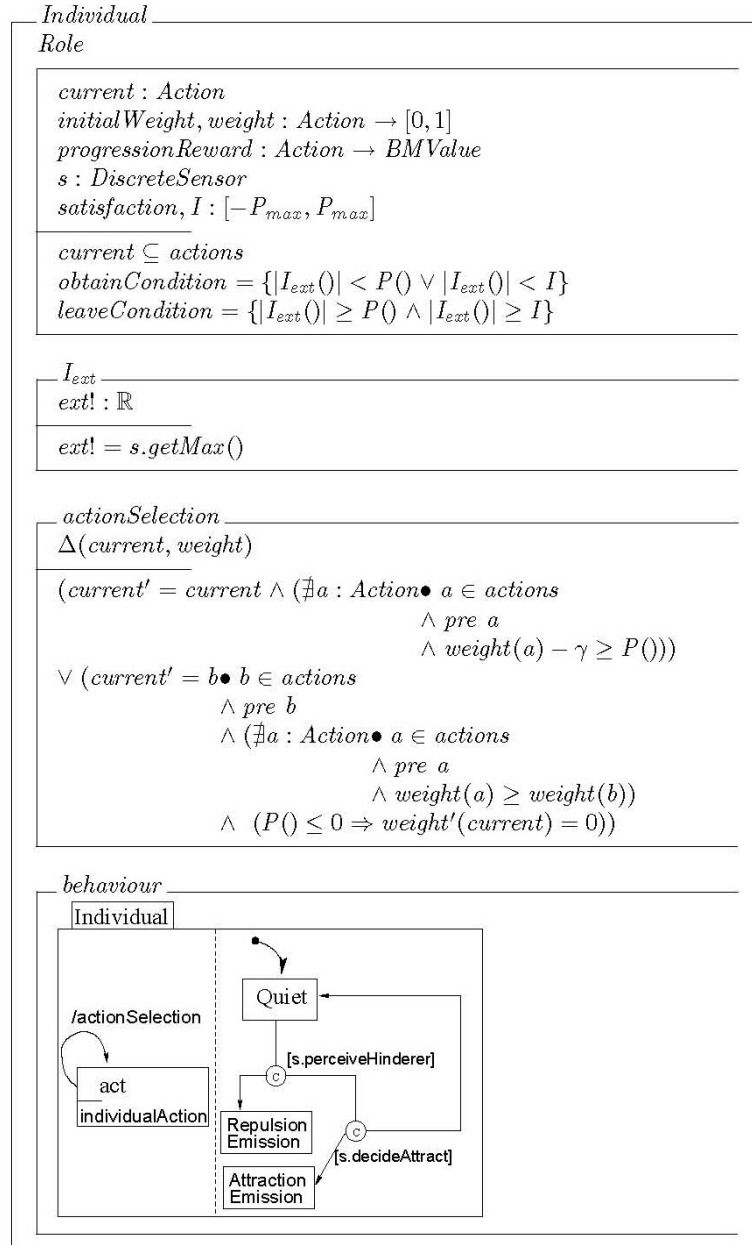 Individual
Role
current : Action
initialWeight, weight : Action → [0, 1]
progressionReward : Action → BMValue
s : DiscreteSensor
satisfaction, I : [−P_max, P_max]
current ⊆ actions
obtainCondition = {|I_ext()| < P() ∨ |I_ext()| < I}
leaveCondition = {|I_ext()| ≥ P() ∧ |I_ext()| ≥ I}
I_ext
ext! : ℝ
ext! = s.getMax()
actionSelection
Δ(current, weight)
(current′ = current ∧ (∄a : Action• a ∈ actions
∧ pre a
∧ weight(a) − γ ≥ P()))
∨ (current′ = b• b ∈ actions
∧ pre b
∧ (∄a : Action• a ∈ actions
∧ pre a
∧ weight(a) ≥ weight(b))
∧ (P() ≤ 0 ⇒ weight′(current) = 0))
behaviour
Individual
/actionSelection
act
individualAction
Quiet
[s.perceiveHinderer]
c
Repulsion
Emission
c
[s.decideAttract]
Attraction
Emission